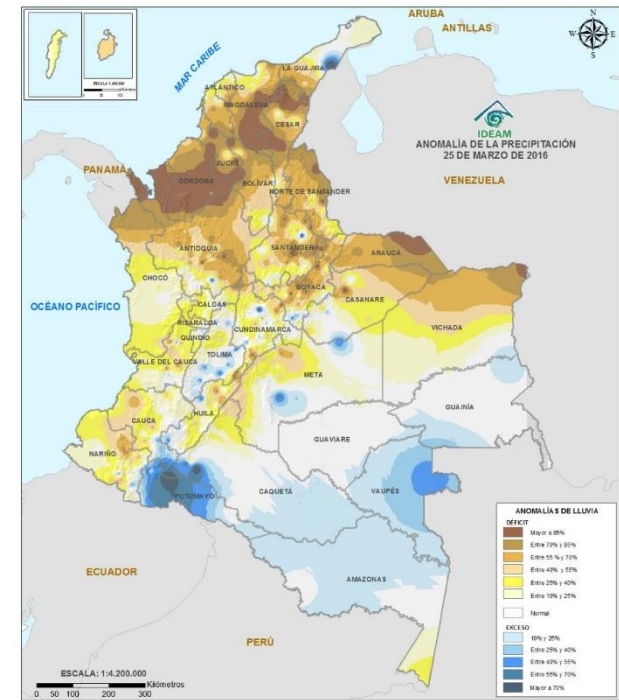 ARUBA
ANTILLAS
N
W
E
S
MAR CARIBE
LA GUAJIRA
ATLÁNTICO
MAGDALENA
CESAR
IDEAM
ANOMALÍA DE LA PRECIPITACIÓN
25 DE MARZO DE 2016
PANAMÁ
VENEZUELA
SUCRE
CÓRDOBA
BOLÍVAR
NORTE DE SANTANDER
ANTIOQUIA
SANTANDER
ARAUCA
CHOCÓ
BOYACÁ
CASANARE
OCÉANO PACÍFICO
CALDAS
RISARALDA
CUNDINAMARCA
VICHADA
QUINDÍO
TOLIMA
VALLE DEL CAUCA
META
HUILA
GUAINÍA
CAUCA
GUAVIARE
NARIÑO
PUTUMAYO
CAQUETÁ
VAUPÉS
AMAZONAS
ECUADOR
PERÚ
ANOMALÍAS DE LLUVIA
DÉFICIT
Mayor a 85%
Entre 70% y 85%
Entre 55 % y 70%
Entre 40% y 55%
Entre 25% y 40%
Entre 10% y 25%
Normal
EXCESO
10% y 25%
Entre 25% y 40%
Entre 40% y 55%
Entre 55% y 70%
Mayor a 70%
ESCALA: 1:4.200.000
Kilómetros
0 50 100 200 300